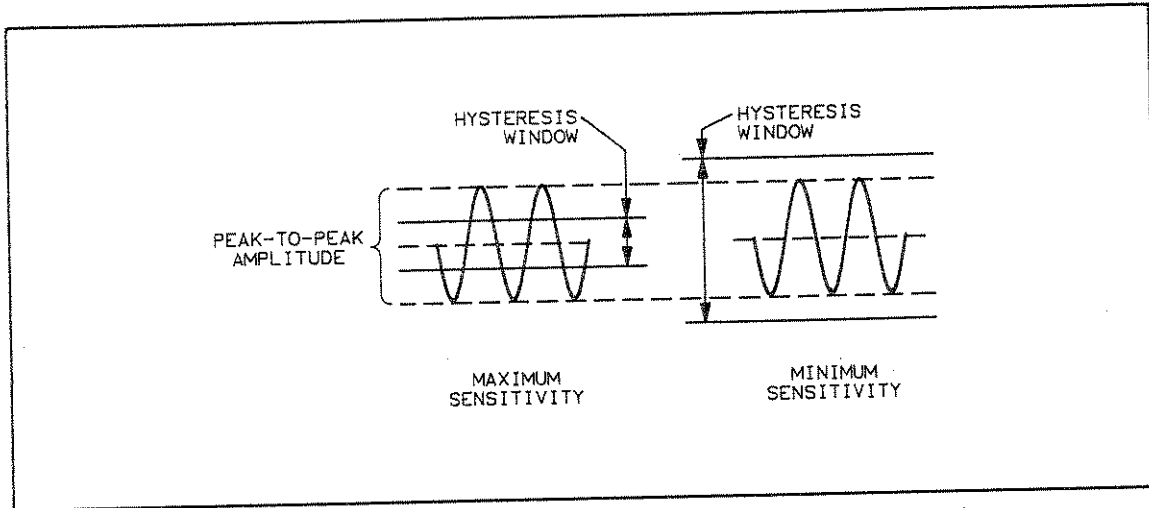 HYSTERESIS
WINDOW
HYSTERESIS
WINDOW
PEAK-TO-PEAK
AMPLITUDE
MAXIMUM
SENSITIVITY
MINIMUM
SENSITIVITY